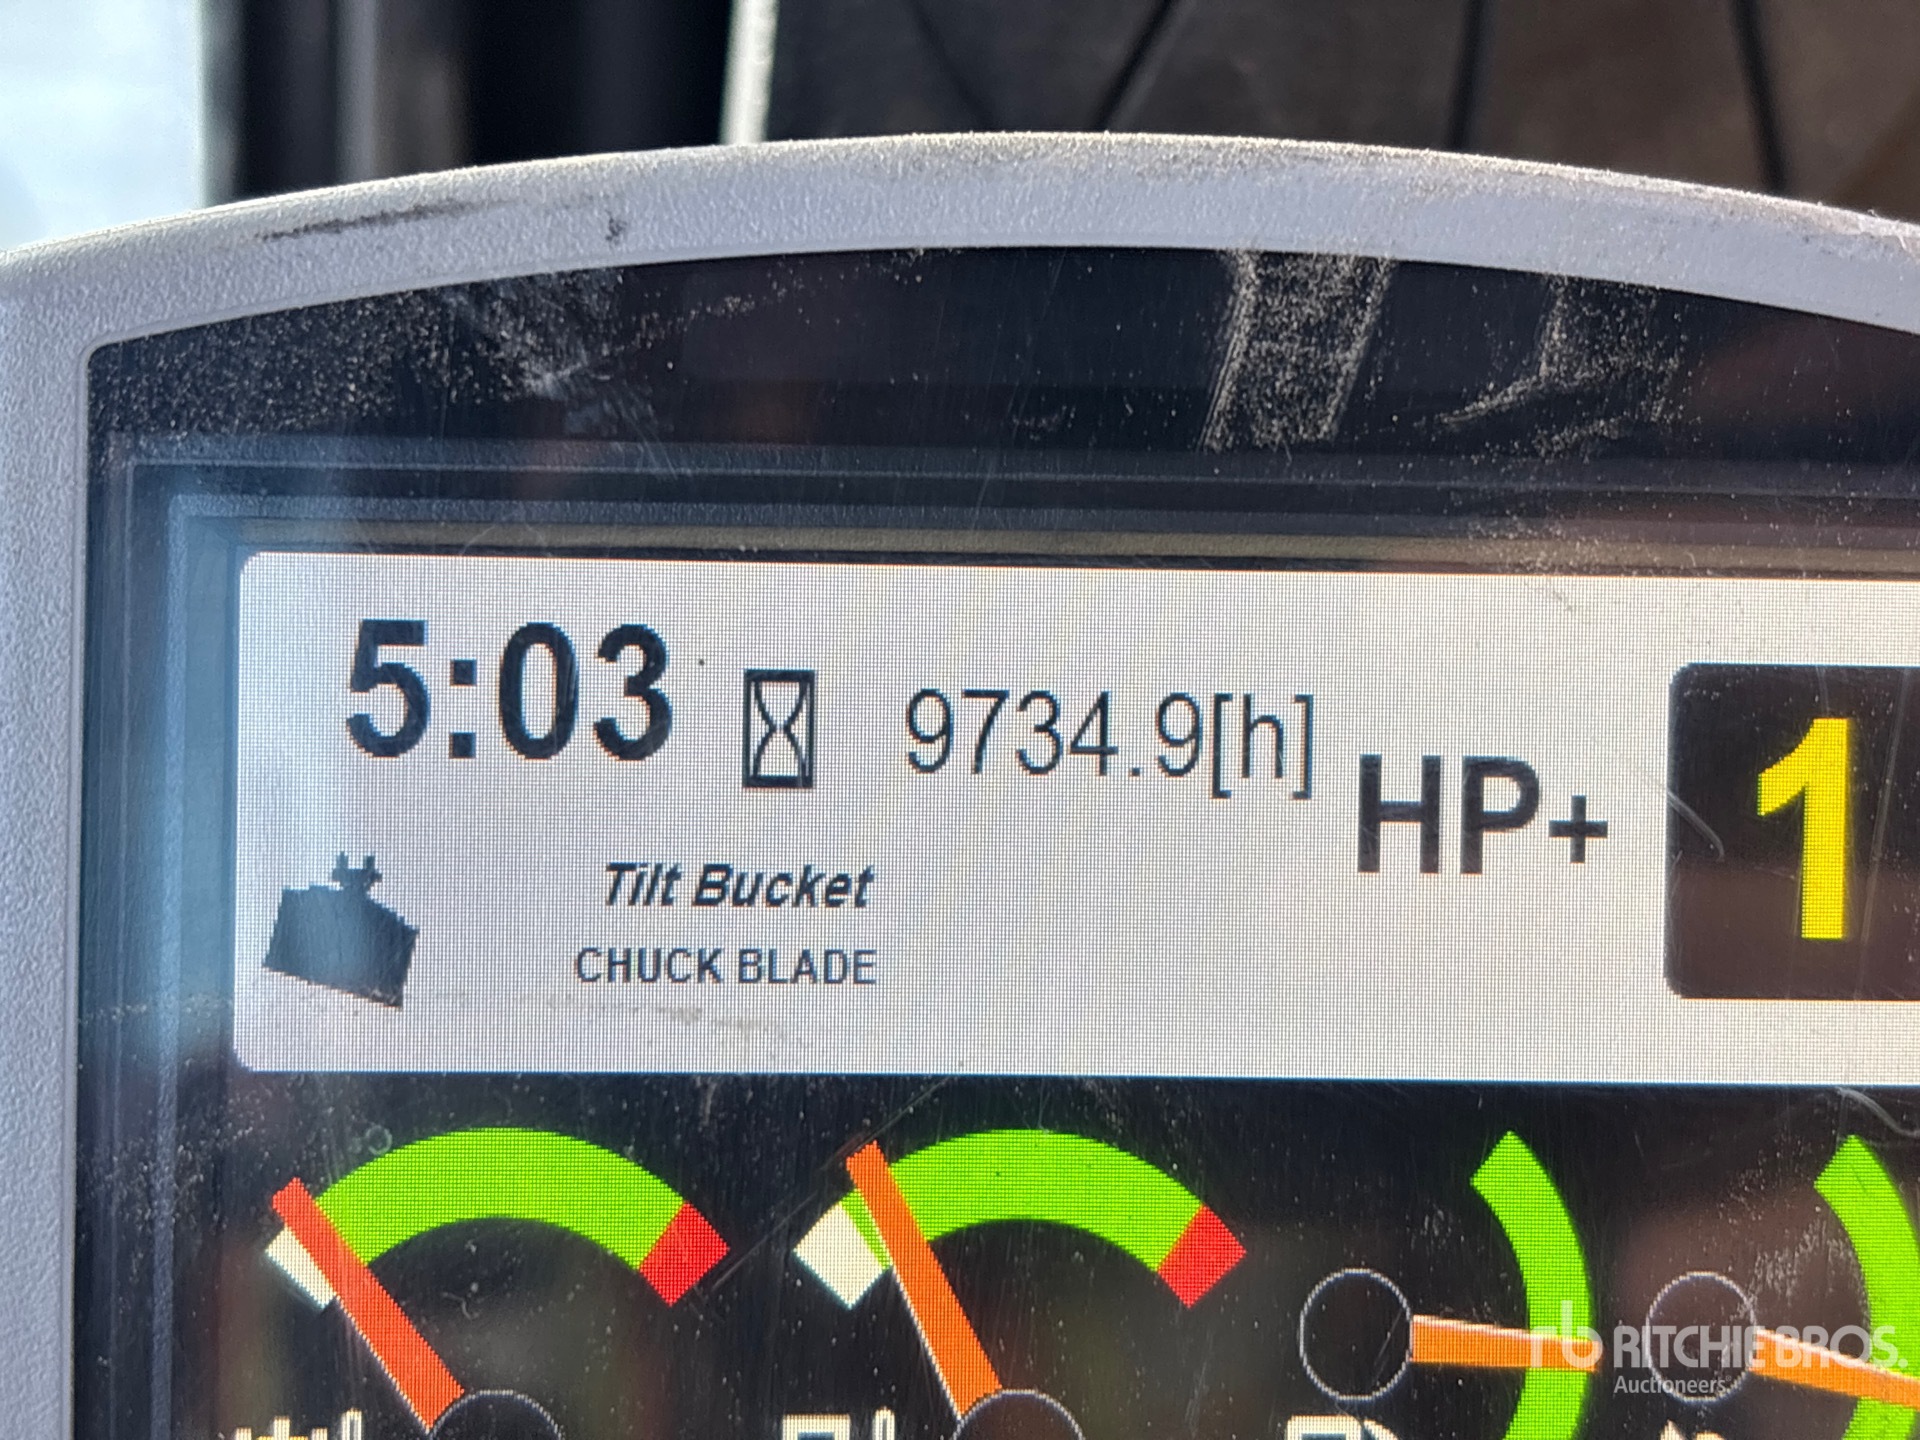 5:03
9734.9[h]
HP+
1
Tilt Bucket
CHUCK BLADE
RITCHIE BROS.
Auctioneers